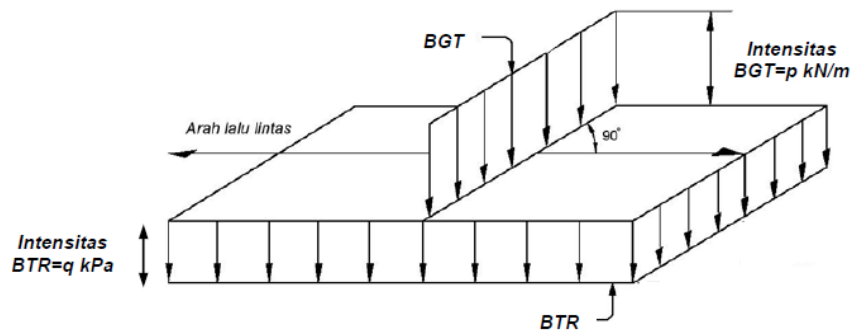 BGT
Intensitas
BGT=p kN/m
Arah lalu lintas
90°
Intensitas
BTR=q kPa
BTR